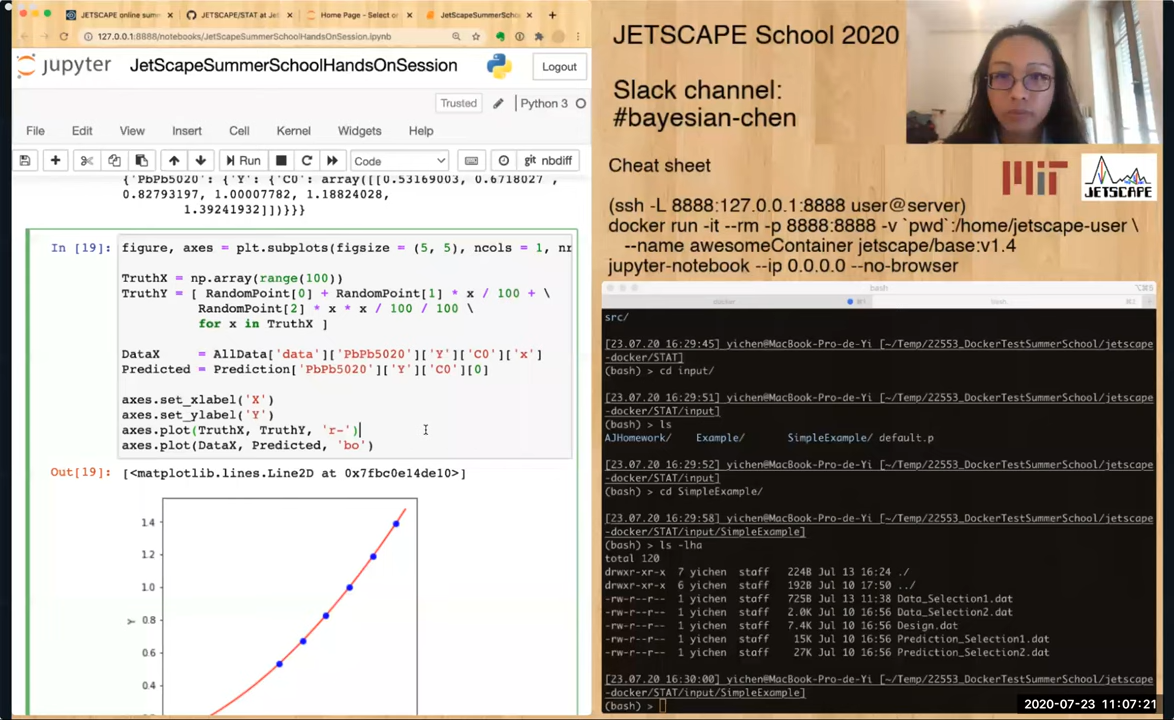 JETSCAPE online sum
JETSCAPE/STAT at Je
Home Page - Select or
JetScapeSummerSch
127.0.0.1:8888/notebooks/JetScapeSummerSchoolHandsOnSession.ipynb
jupyter
JetScapeSummerSchoolHandsOnSession
Logout
Trusted
Python 3
File Edit View Insert Cell Kernel Widgets Help
Run
Code
git nbdiff
{'PbPb5020': {'Y': {'C0': array([[0.53169003, 0.6718027 ,
0.82793197, 1.00007782, 1.18824028,
1.39241932]])}}}
In [19]:
figure, axes = plt.subplots(figsize = (5, 5), ncols = 1, nr
TruthX = np.array(range(100))
TruthY = [ RandomPoint[0] + RandomPoint[1] * x / 100 + \
RandomPoint[2] * x * x / 100 / 100 \
for x in TruthX ]
DataX = AllData['data']['PbPb5020']['Y']['C0']['x']
Predicted = Prediction['PbPb5020']['Y']['C0'][0]
axes.set_xlabel('X')
axes.set_ylabel('Y')
axes.plot(TruthX, TruthY, 'r-')
axes.plot(DataX, Predicted, 'bo')
Out[19]: [<matplotlib.lines.Line2D at 0x7fbc0e14de10>]
1.4
1.2
1.0
0.8
0.6
0.4
Y
JETSCAPE School 2020
Slack channel:
#bayesian-chen
Cheat sheet
MIT
JETSCAPE
(ssh -L 8888:127.0.0.1:8888 user@server)
docker run -it --rm -p 8888:8888 -v `pwd`:/home/jetscape-user \
--name awesomeContainer jetscape/base:v1.4
jupyter-notebook --ip 0.0.0.0 --no-browser
bash
docker
bash
src/
[23.07.20 16:29:45] yichen@MacBook-Pro-de-Yi [~/Temp/22553_DockerTestSummerSchool/jetscape
-docker/STAT]
(bash) > cd input/
[23.07.20 16:29:51] yichen@MacBook-Pro-de-Yi [~/Temp/22553_DockerTestSummerSchool/jetscape
-docker/STAT/input]
(bash) > ls
AJHomework/ Example/ SimpleExample/ default.p
[23.07.20 16:29:52] yichen@MacBook-Pro-de-Yi [~/Temp/22553_DockerTestSummerSchool/jetscape
-docker/STAT/input]
(bash) > cd SimpleExample/
[23.07.20 16:29:58] yichen@MacBook-Pro-de-Yi [~/Temp/22553_DockerTestSummerSchool/jetscape
-docker/STAT/input/SimpleExample]
(bash) > ls -lha
total 120
drwxr-xr-x 7 yichen staff 224B Jul 13 16:24 ./
drwxr-xr-x 6 yichen staff 192B Jul 10 17:50 ../
-rw-r--r-- 1 yichen staff 725B Jul 13 11:38 Data_Selection1.dat
-rw-r--r-- 1 yichen staff 2.0K Jul 10 16:56 Data_Selection2.dat
-rw-r--r-- 1 yichen staff 7.4K Jul 10 16:56 Design.dat
-rw-r--r-- 1 yichen staff 15K Jul 10 16:56 Prediction_Selection1.dat
-rw-r--r-- 1 yichen staff 27K Jul 10 16:56 Prediction_Selection2.dat
[23.07.20 16:30:00] yichen@MacBook-Pro-de-Yi [~/Temp/22553_DockerTestSummerSchool/jetscape
-docker/STAT/input/SimpleExample]
(bash) >
2020-07-23 11:07:21